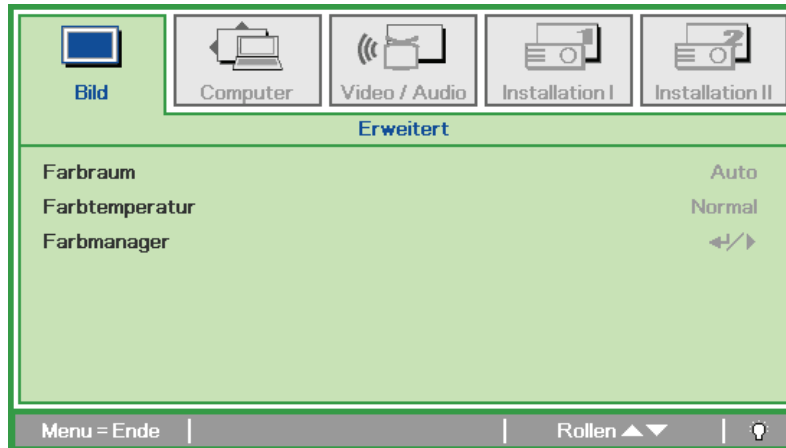 Bild Computer Video / Audio Installation I Installation II
Erweitert
Farbraum Auto
Farbtemperatur Normal
Farbmanager
Menu = Ende Rollen